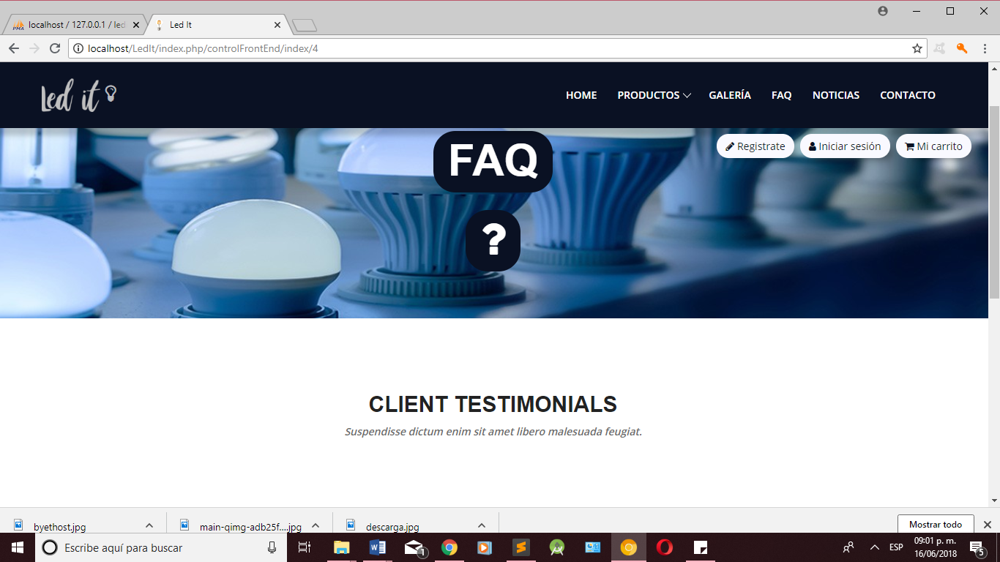 localhost / 127.0.0.1 / led
Led It
localhost/LedIt/index.php/controlFrontEnd/index/4
Led it
HOME PRODUCTOS GALERÍA FAQ NOTICIAS CONTACTO
Registrate Iniciar sesión Mi carrito
FAQ
?
CLIENT TESTIMONIALS
Suspendisse dictum enim sit amet libero malesuada feugiat.
byethost.jpg main-qimg-adb25f....jpg descarga.jpg Mostrar todo
Escribe aquí para buscar
1
ESP
09:01 p. m.
16/06/2018
5